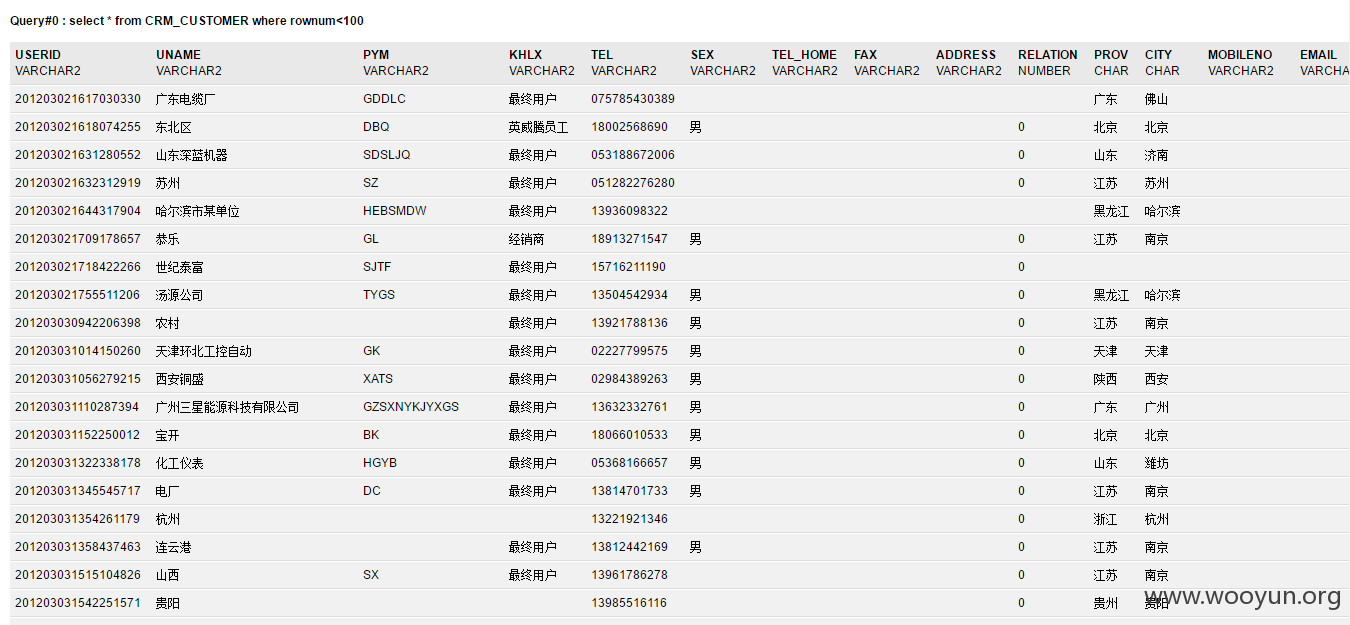 Query#0 : select * from CRM_CUSTOMER where rownum<100
USERID UNAME PYM KHLX TEL SEX TEL_HOME FAX ADDRESS RELATION PROV CITY MOBILENO EMAIL
VARCHAR2 VARCHAR2 VARCHAR2 VARCHAR2 VARCHAR2 VARCHAR2 VARCHAR2 VARCHAR2 VARCHAR2 NUMBER CHAR CHAR VARCHAR2 VARCHA
201203021617030330 广东电缆厂 GDDLC 最终用户 075785430389 广东 佛山
201203021618074255 东北区 DBQ 英威腾员工 18002568690 男 0 北京 北京
201203021631280552 山东深蓝机器 SDSLJQ 最终用户 053188672006 0 山东 济南
201203021632312919 苏州 SZ 最终用户 051282276280 0 江苏 苏州
201203021644317904 哈尔滨市某单位 HEBSMDW 最终用户 13936098322 黑龙江 哈尔滨
201203021709178657 恭乐 GL 经销商 18913271547 男 0 江苏 南京
201203021718422266 世纪泰富 SJTF 最终用户 15716211190 0
201203021755511206 汤源公司 TYGS 最终用户 13504542934 男 0 黑龙江 哈尔滨
201203030942206398 农村 最终用户 13921788136 男 0 江苏 南京
201203031014150260 天津环北工控自动 GK 最终用户 02227799575 男 0 天津 天津
201203031056279215 西安铜盛 XATS 最终用户 02984389263 男 0 陕西 西安
201203031110287394 广州三星能源科技有限公司 GZSXNYKJYXGS 最终用户 13632332761 男 0 广东 广州
201203031152250012 宝开 BK 最终用户 18066010533 男 0 北京 北京
201203031322338178 化工仪表 HGYB 最终用户 05368166657 男 0 山东 潍坊
201203031345545717 电厂 DC 最终用户 13814701733 男 0 江苏 南京
201203031354261179 杭州 13221921346 0 浙江 杭州
201203031358437463 连云港 最终用户 13812442169 男 0 江苏 南京
201203031515104826 山西 SX 最终用户 13961786278 0 江苏 南京
201203031542251571 贵阳 13985516116 0 贵州 贵阳
www.wooyun.org